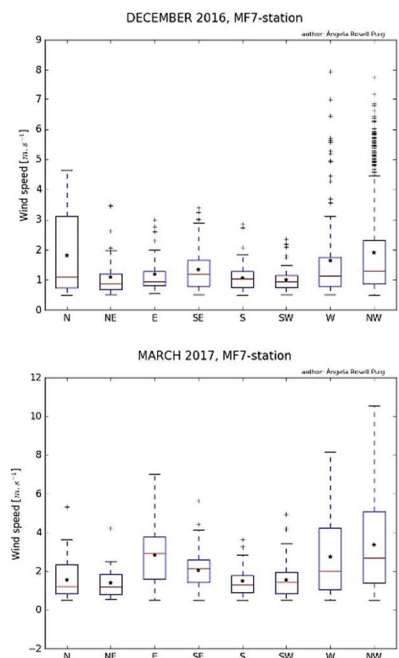 DECEMBER 2016, MF7-station
author: Àngela Rowell Puig
Wind speed [m. s⁻¹]
9
8
7
6
5
4
3
2
1
0
N NE E SE S SW W NW
MARCH 2017, MF7-station
author: Àngela Rowell Puig
Wind speed [m. s⁻¹]
12
10
8
6
4
2
0
−2
N NE E SE S SW W NW